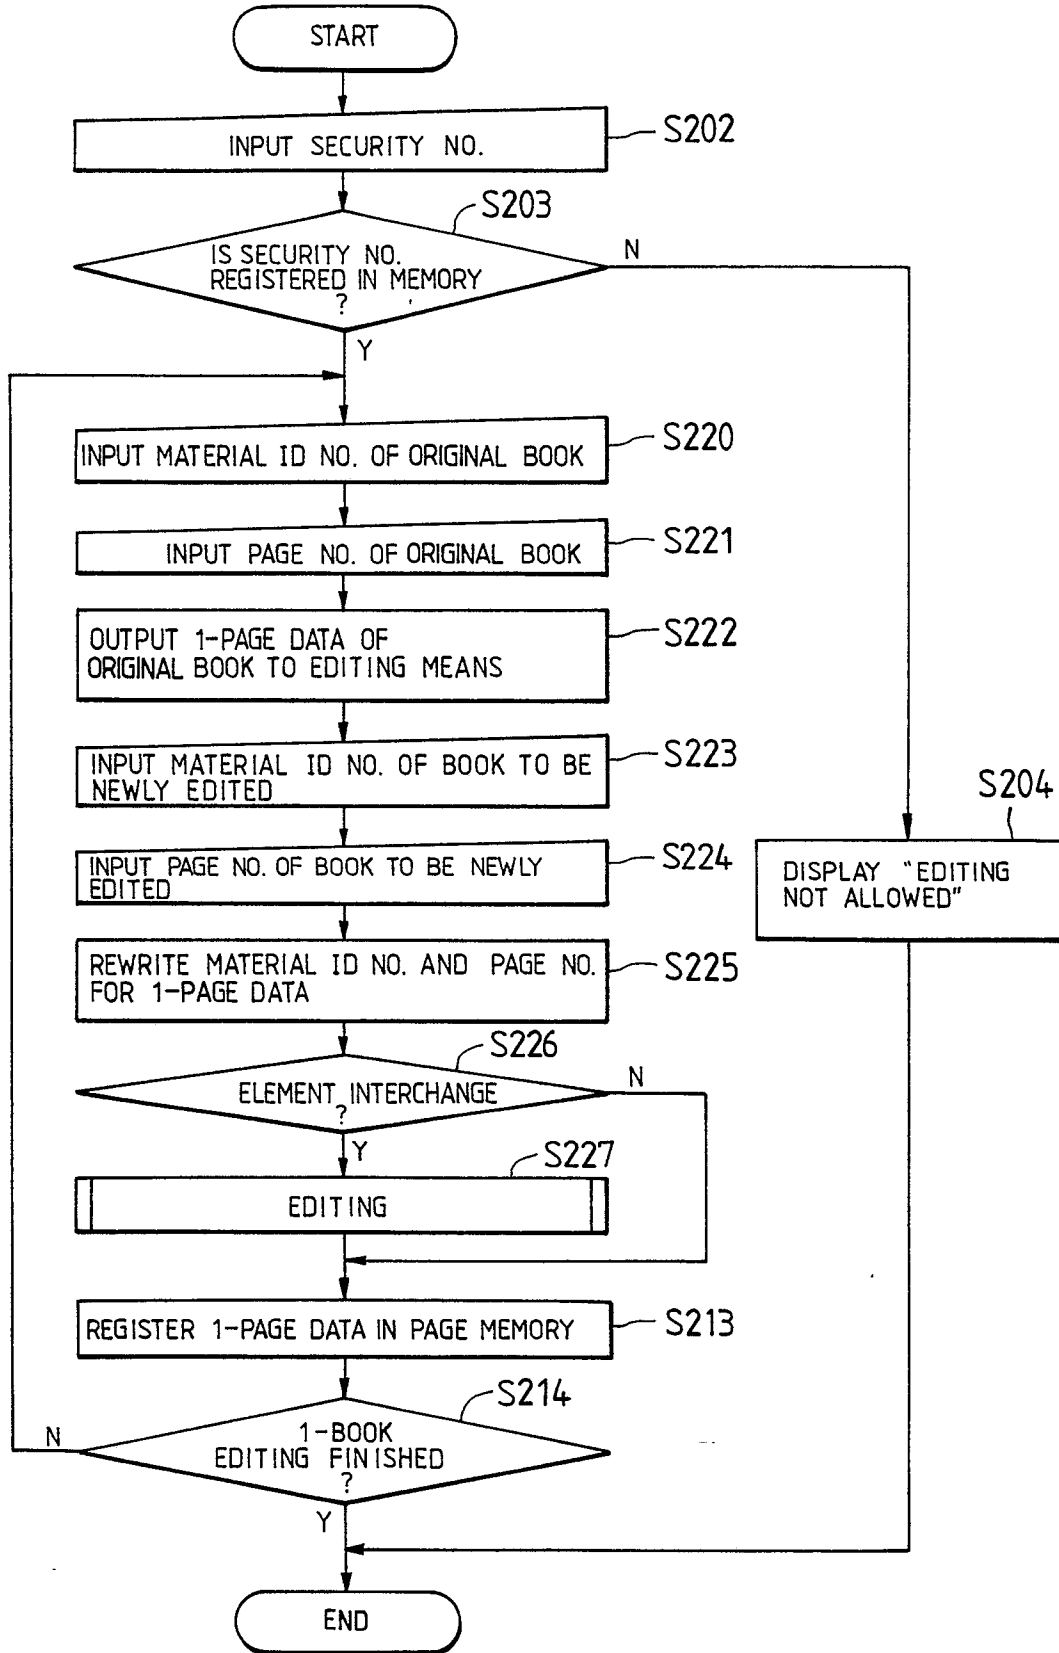 START
INPUT SECURITY NO.
S202
S203
IS SECURITY NO.
REGISTERED IN MEMORY
?
N
Y
INPUT MATERIAL ID NO. OF ORIGINAL BOOK
S220
INPUT PAGE NO. OF ORIGINAL BOOK
S221
OUTPUT 1-PAGE DATA OF
ORIGINAL BOOK TO EDITING MEANS
S222
INPUT MATERIAL ID NO. OF BOOK TO BE
NEWLY EDITED
S223
INPUT PAGE NO. OF BOOK TO BE NEWLY
EDITED
S224
S204
DISPLAY "EDITING
NOT ALLOWED"
REWRITE MATERIAL ID NO. AND PAGE NO.
FOR 1-PAGE DATA
S225
S226
ELEMENT INTERCHANGE
?
N
Y
S227
EDITING
REGISTER 1-PAGE DATA IN PAGE MEMORY
S213
S214
1-BOOK
EDITING FINISHED
?
N
Y
END